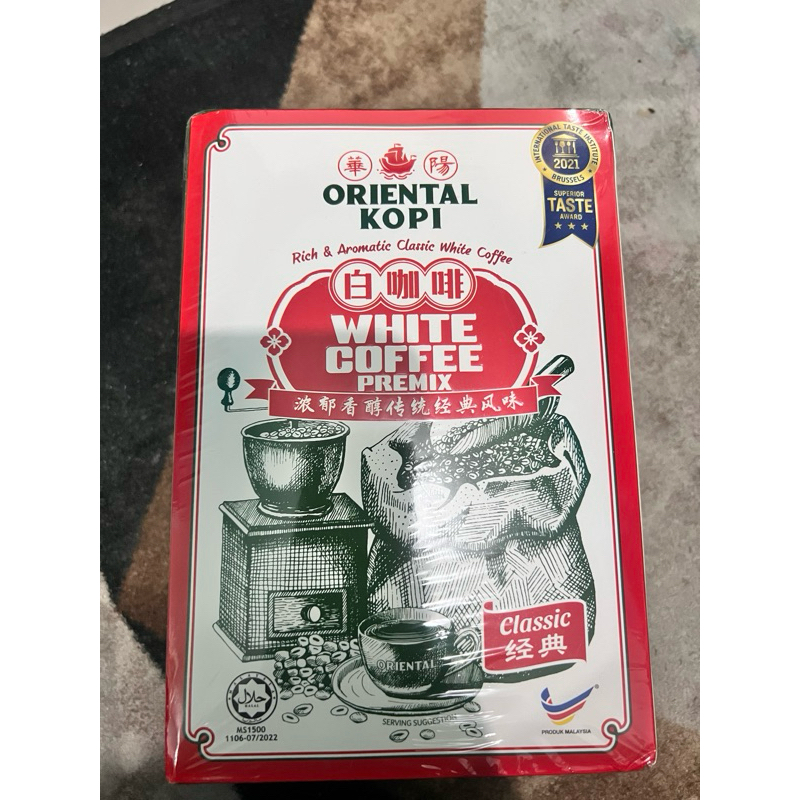 華 陽
ORIENTAL
KOPI
INTERNATIONAL TASTE INSTITUTE
2021
BRUSSELS
SUPERIOR
TASTE
AWARD
Rich & Aromatic Classic White Coffee
白咖啡
WHITE
COFFEE
PREMIX
浓郁香醇传统经典风味
Classic
经典
ORIENTAL
SERVING SUGGESTION
حلال
HALAL
MS1500
1106-07/2022
PRODUK MALAYSIA
®